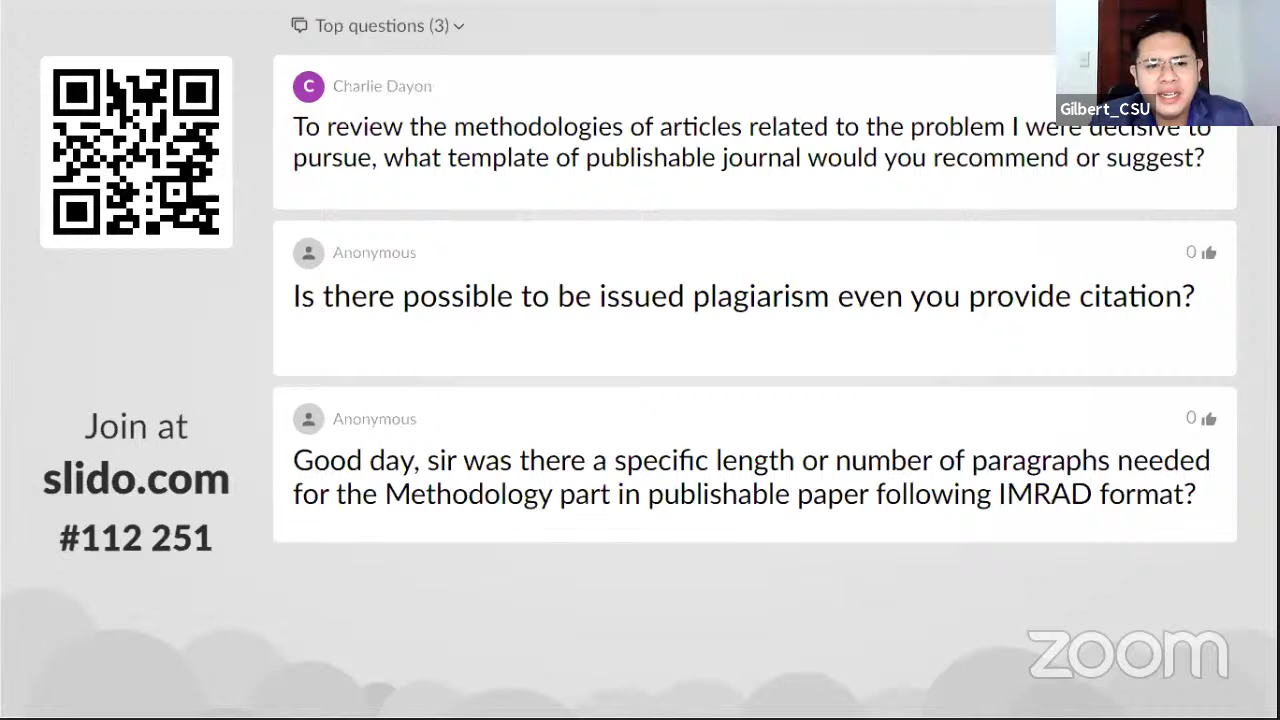 Top questions (3)
C Charlie Dayon
Gilbert_CSU
To review the methodologies of articles related to the problem I were decisive to
pursue, what template of publishable journal would you recommend or suggest?
Anonymous 0
Is there possible to be issued plagiarism even you provide citation?
Anonymous 0
Good day, sir was there a specific length or number of paragraphs needed
for the Methodology part in publishable paper following IMRAD format?
Join at
slido.com
#112 251
zoom